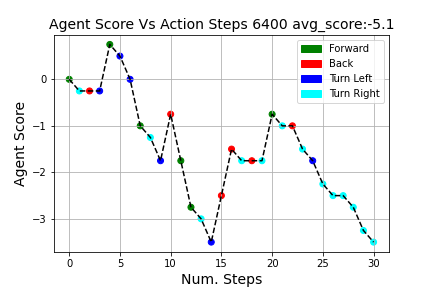 Agent Score Vs Action Steps 6400 avg_score:-5.1
Forward
Back
Turn Left
Turn Right
Agent Score
0
−1
−2
−3
0 5 10 15 20 25 30
Num. Steps